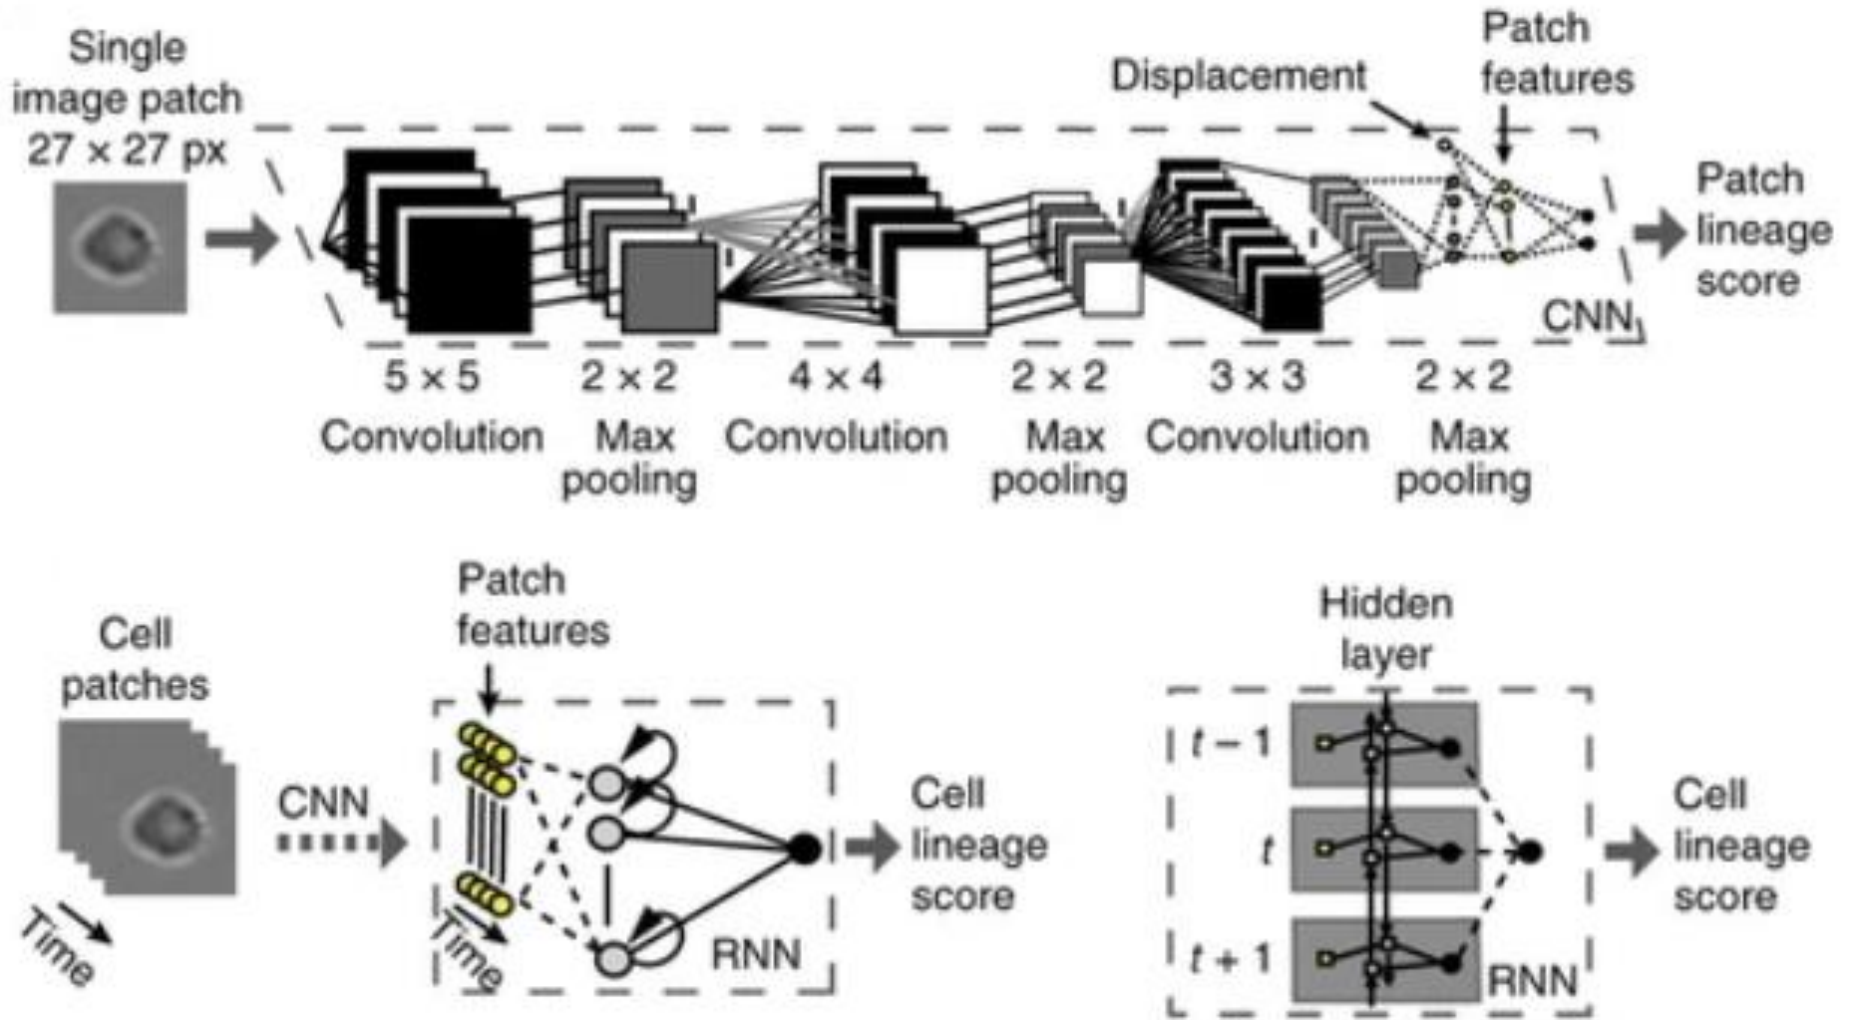 Single
image patch
27 × 27 px
Displacement
Patch
features
Patch
lineage
score
CNN
5 × 5
2 × 2
4 × 4
2 × 2
3 × 3
2 × 2
Convolution
Max
pooling
Convolution
Max
pooling
Convolution
Max
pooling
Cell
patches
Time
CNN
Patch
features
Time
RNN
Cell
lineage
score
Hidden
layer
t − 1
t
t + 1
RNN
Cell
lineage
score